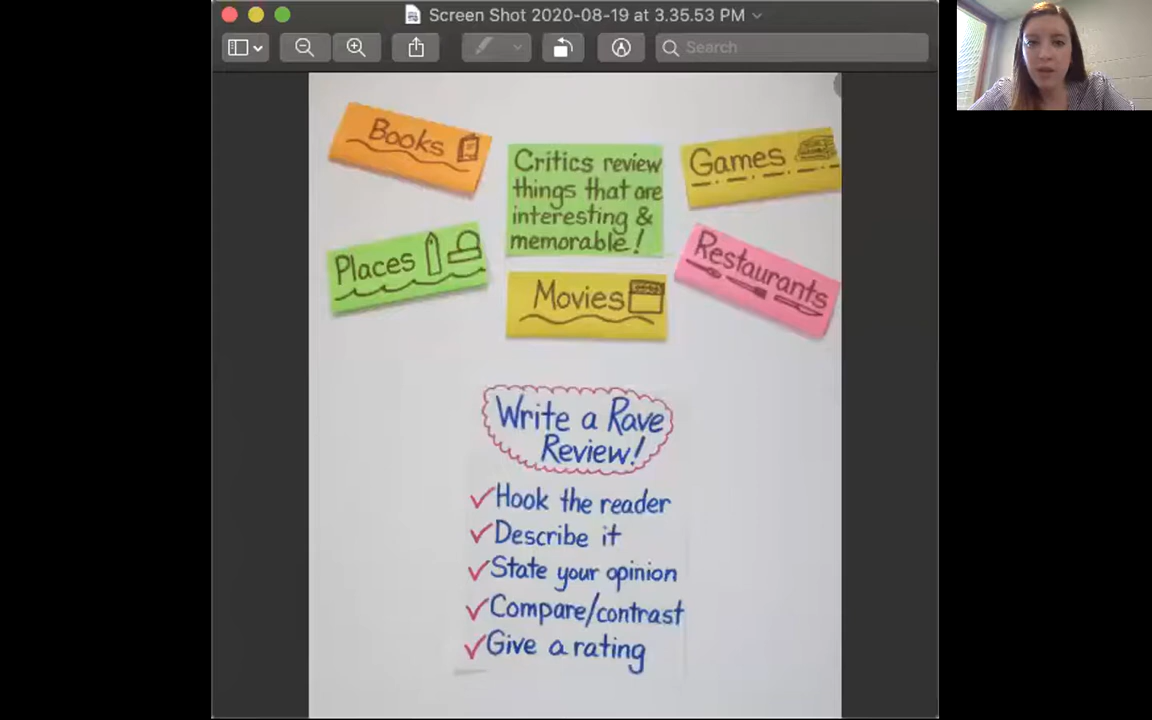 Screen Shot 2020-08-19 at 3.35.53 PM
Search
Books
Critics review
things that are
interesting &
memorable!
Games
Places
Movies
Restaurants
Write a Rave
Review!
Hook the reader
Describe it
State your opinion
Compare/contrast
Give a rating